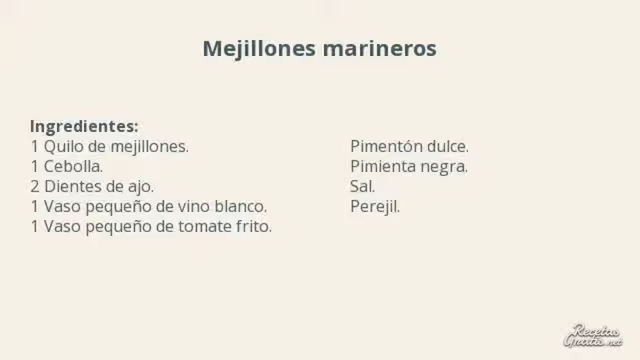 Mejillones marineros
Ingredientes:
1 Quilo de mejillones.
1 Cebolla.
2 Dientes de ajo.
1 Vaso pequeño de vino blanco.
1 Vaso pequeño de tomate frito.
Pimentón dulce.
Pimienta negra.
Sal.
Perejil.
Recetas
Gratis.net